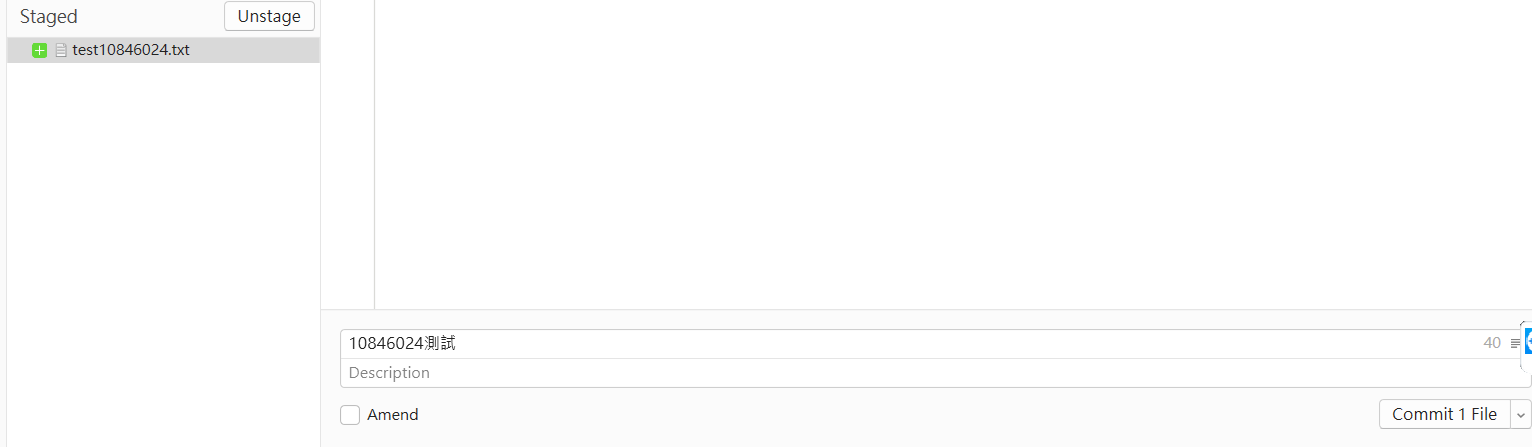 Staged
Unstage
test10846024.txt
10846024測試
40
Description
Amend
Commit 1 File